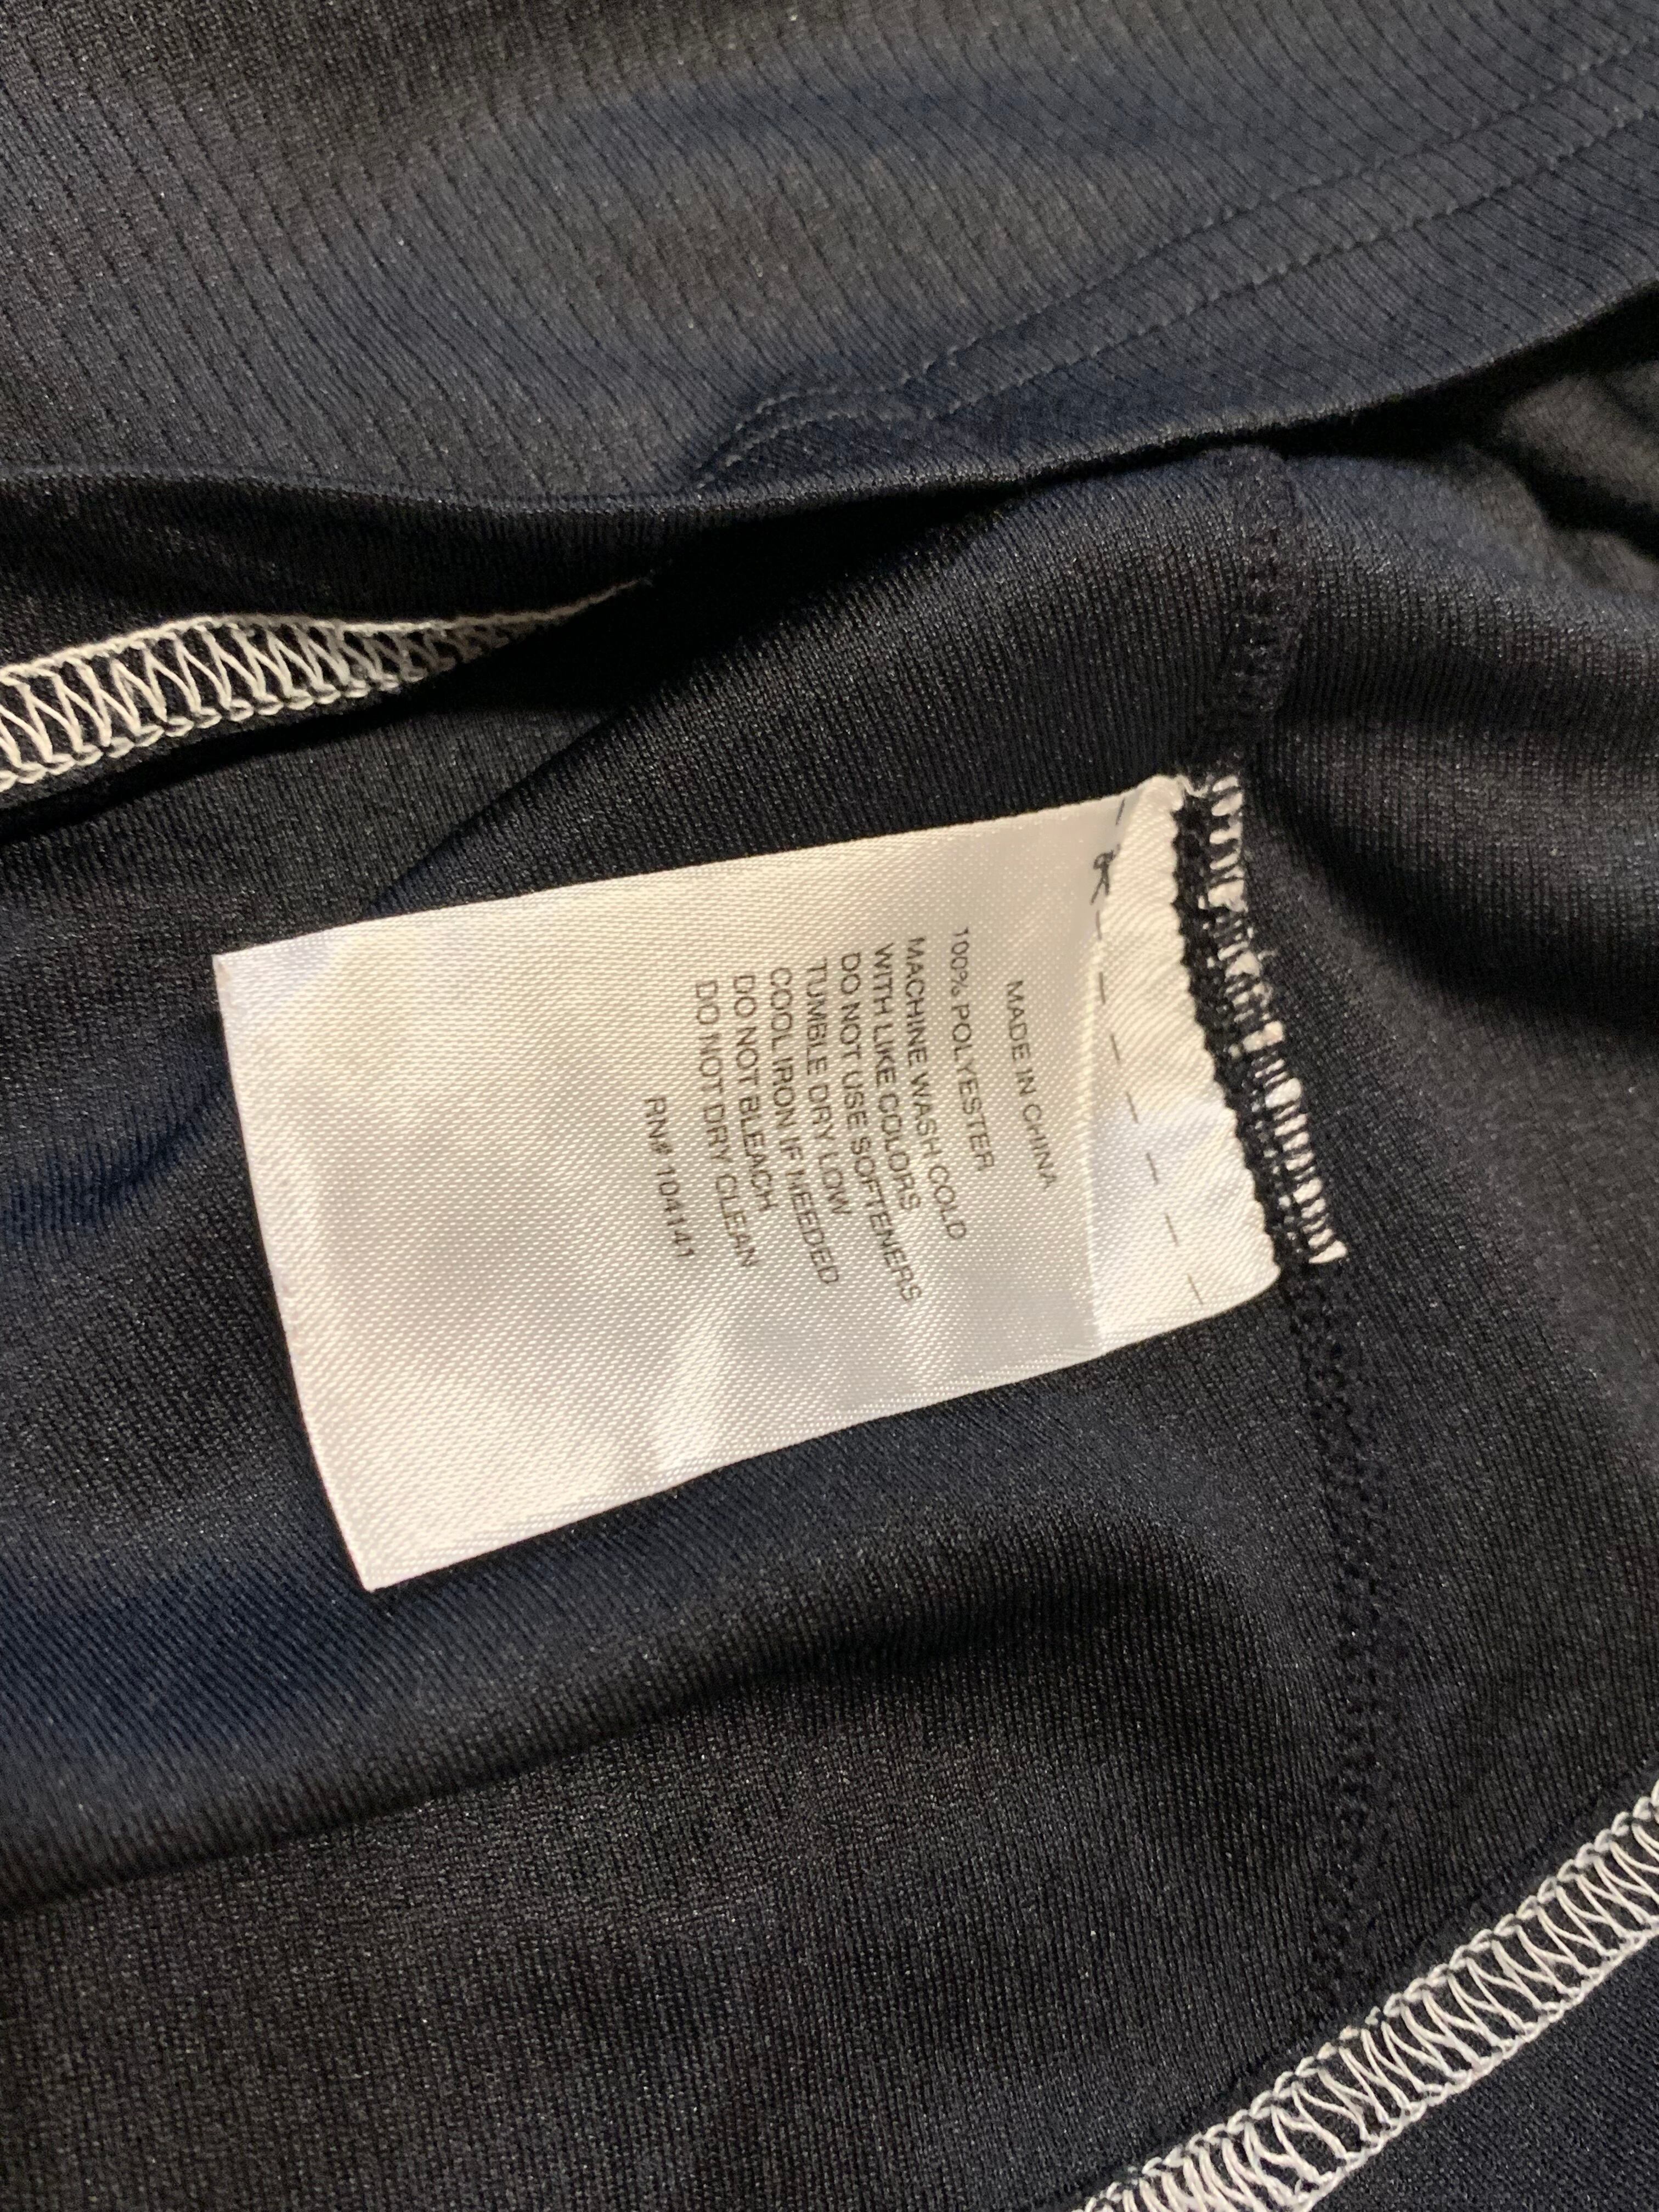 MADE IN CHINA
100% POLYESTER
MACHINE WASH COLD
WITH LIKE COLORS
DO NOT USE SOFTENERS
TUMBLE DRY LOW
COOL IRON IF NEEDED
DO NOT BLEACH
DO NOT DRY CLEAN
RN# 104141